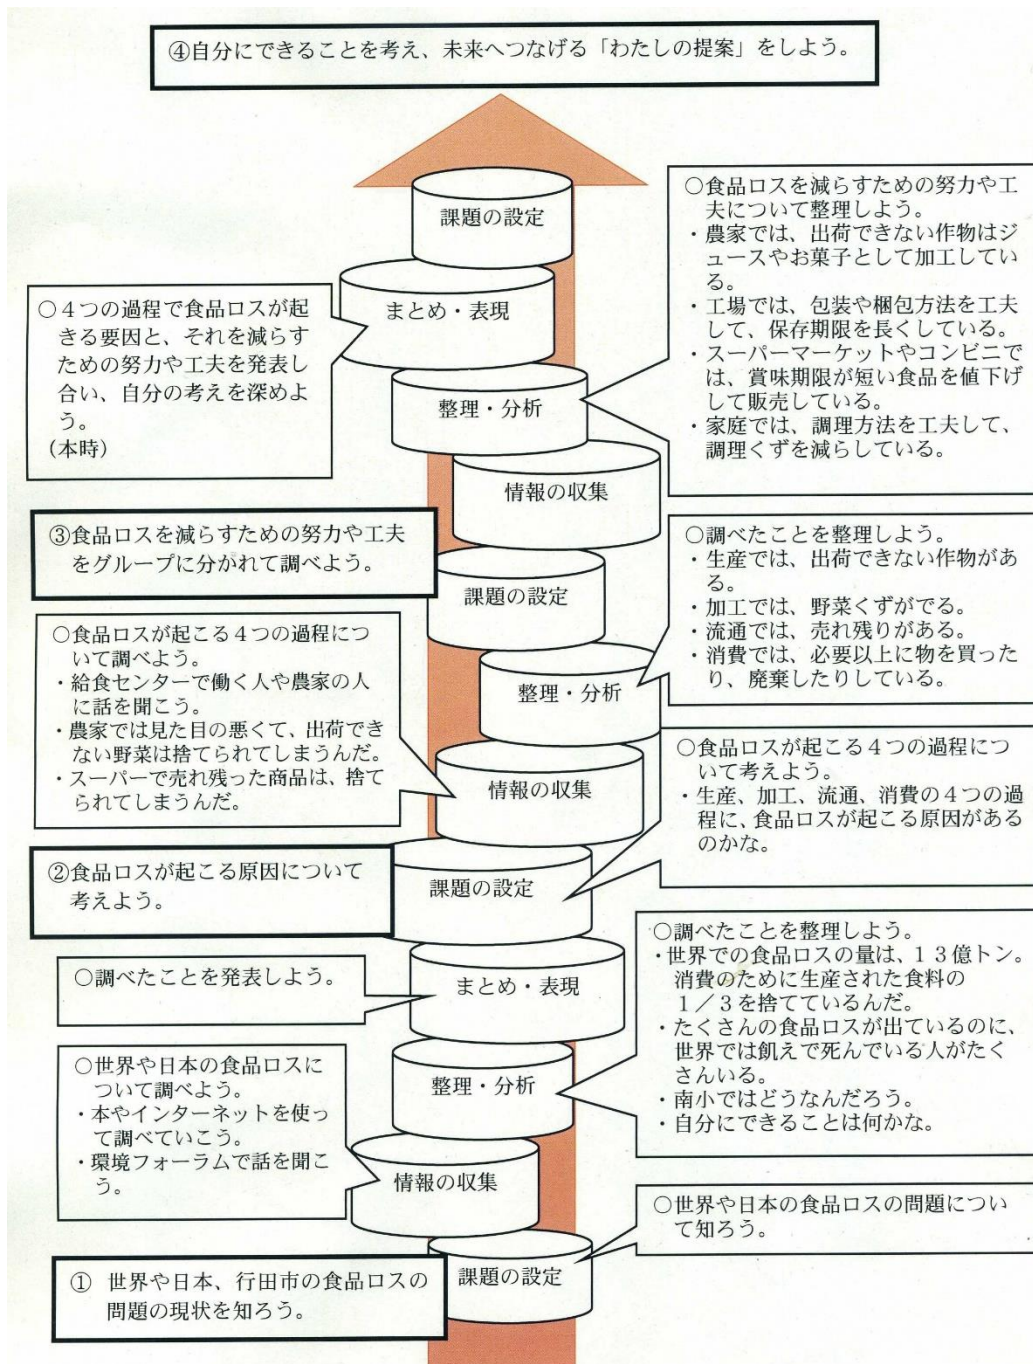 ④自分にできることを考え、未来へつなげる「わたしの提案」をしよう。
課題の設定
○食品ロスを減らすための努力や工
夫について整理しよう。
・農家では、出荷できない作物はジ
ュースやお菓子として加工してい
る。
・工場では、包装や梱包方法を工夫
して、保存期限を長くしている。
・スーパーマーケットやコンビニで
は、賞味期限が短い食品を値下げ
して販売している。
・家庭では、調理方法を工夫して、
調理くずを減らしている。
まとめ・表現
○４つの過程で食品ロスが起
きる要因と、それを減らす
ための努力や工夫を発表し
合い、自分の考えを深めよ
う。
（本時）
整理・分析
情報の収集
③食品ロスを減らすための努力や工夫
をグループに分かれて調べよう。
課題の設定
○調べたことを整理しよう。
・生産では、出荷できない作物があ
る。
・加工では、野菜くずがでる。
・流通では、売れ残りがある。
・消費では、必要以上に物を買った
り、廃棄したりしている。
整理・分析
○食品ロスが起こる４つの過程につ
いて調べよう。
・給食センターで働く人や農家の人
に話を聞こう。
・農家では見た目の悪くて、出荷でき
ない野菜は捨てられてしまうんだ。
・スーパーで売れ残った商品は、捨て
られてしまうんだ。
情報の収集
○食品ロスが起こる４つの過程につ
いて考えよう。
・生産、加工、流通、消費の４つの過
程に、食品ロスが起こる原因がある
のかな。
②食品ロスが起こる原因について
考えよう。
課題の設定
○調べたことを発表しよう。
まとめ・表現
○調べたことを整理しよう。
・世界での食品ロスの量は、１３億トン。
消費のために生産された食料の
１／３を捨てているんだ。
・たくさんの食品ロスが出ているのに、
世界では飢えで死んでいる人がたく
さんいる。
・南小ではどうなんだろう。
・自分にできることは何かな。
整理・分析
○世界や日本の食品ロスに
ついて調べよう。
・本やインターネットを使っ
て調べていこう。
・環境フォーラムで話を聞こ
う。
情報の収集
○世界や日本の食品ロスの問題につい
て知ろう。
① 世界や日本、行田市の食品ロスの
問題の現状を知ろう。
課題の設定